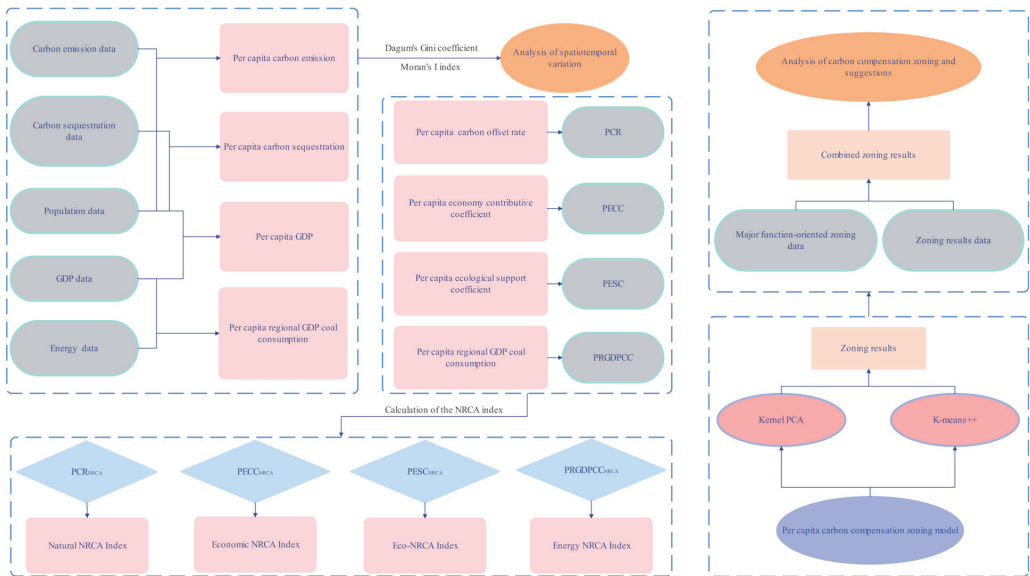 Carbon emission data
Carbon sequestration
data
Population data
GDP data
Energy data
Per capita carbon emission
Per capita carbon sequestration
Per capita GDP
Per capita regional GDP coal
consumption
Dagum's Gini coefficient
Moran's I index
Analysis of spatiotemporal
variation
Per capita carbon offset rate
PCR
Per capita economy contributive
coefficient
PECC
Per capita ecological support
coefficient
PESC
Per capita regional GDP coal
consumption
PRGDPCC
Calculation of the NRCA index
PCRNRCA
PECCNRCA
PESCNRCA
PRGDPCCNRCA
Natural NRCA Index
Economic NRCA Index
Eco-NRCA Index
Energy NRCA Index
Analysis of carbon compensation zoning and
suggestions
Combined zoning results
Major function-oriented zoning
data
Zoning results data
Zoning results
Kernel PCA
K-means++
Per capita carbon compensation zoning model